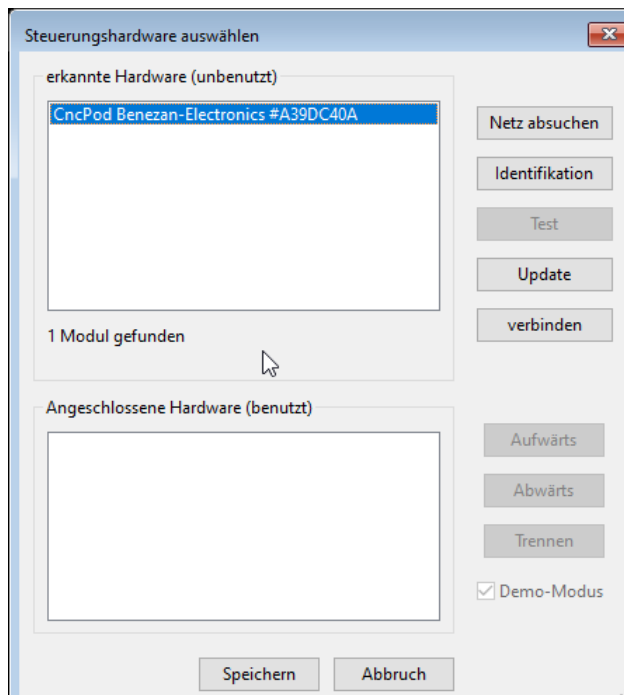 Steuerungshardware auswählen
erkannte Hardware (unbenutzt)
CncPod Benezan-Electronics #A39DC40A
Netz absuchen
Identifikation
Test
Update
verbinden
1 Modul gefunden
Angeschlossene Hardware (benutzt)
Aufwärts
Abwärts
Trennen
Demo-Modus
Speichern
Abbruch